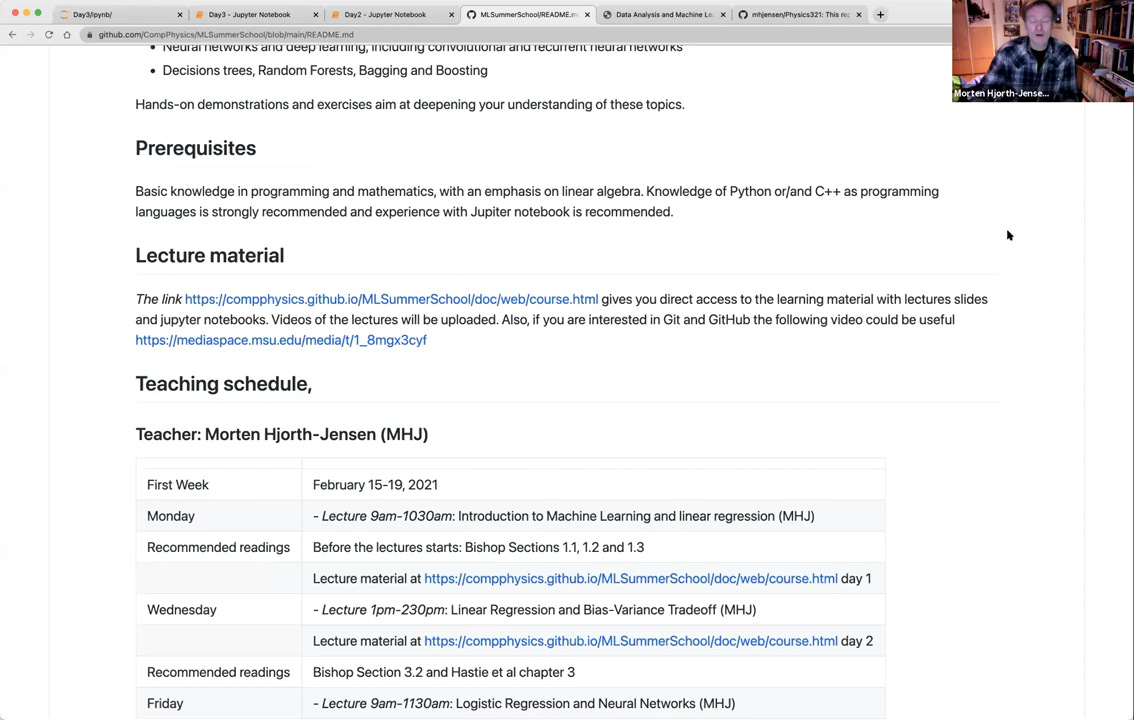 Day3/ipynb/
Day3 - Jupyter Notebook
Day2 - Jupyter Notebook
MLSummerSchool/README.m
Data Analysis and Machine Le
mhjensen/Physics321: This re
github.com/CompPhysics/MLSummerSchool/blob/main/README.md
• Neural networks and deep learning, including convolutional and recurrent neural networks
• Decisions trees, Random Forests, Bagging and Boosting
Hands-on demonstrations and exercises aim at deepening your understanding of these topics.
Morten Hjorth-Jense...
Prerequisites
Basic knowledge in programming and mathematics, with an emphasis on linear algebra. Knowledge of Python or/and C++ as programming
languages is strongly recommended and experience with Jupiter notebook is recommended.
Lecture material
The link https://compphysics.github.io/MLSummerSchool/doc/web/course.html gives you direct access to the learning material with lectures slides
and jupyter notebooks. Videos of the lectures will be uploaded. Also, if you are interested in Git and GitHub the following video could be useful
https://mediaspace.msu.edu/media/t/1_8mgx3cyf
Teaching schedule,
Teacher: Morten Hjorth-Jensen (MHJ)
First Week February 15-19, 2021
Monday - Lecture 9am-1030am: Introduction to Machine Learning and linear regression (MHJ)
Recommended readings Before the lectures starts: Bishop Sections 1.1, 1.2 and 1.3
Lecture material at https://compphysics.github.io/MLSummerSchool/doc/web/course.html day 1
Wednesday - Lecture 1pm-230pm: Linear Regression and Bias-Variance Tradeoff (MHJ)
Lecture material at https://compphysics.github.io/MLSummerSchool/doc/web/course.html day 2
Recommended readings Bishop Section 3.2 and Hastie et al chapter 3
Friday - Lecture 9am-1130am: Logistic Regression and Neural Networks (MHJ)